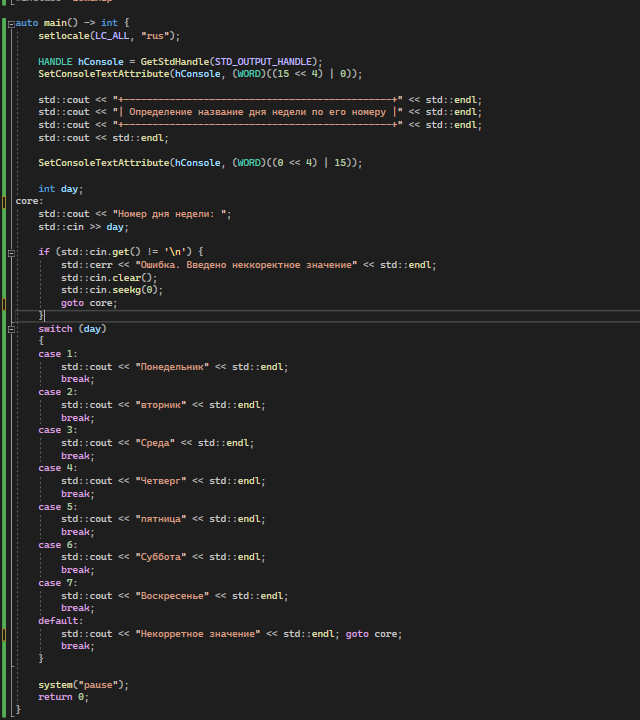 auto main() -> int {
setlocale(LC_ALL, "rus");
HANDLE hConsole = GetStdHandle(STD_OUTPUT_HANDLE);
SetConsoleTextAttribute(hConsole, (WORD)((15 << 4) | 0));
std::cout << "+-----------------------------------------------+" << std::endl;
std::cout << "| Определение название дня недели по его номеру |" << std::endl;
std::cout << "+-----------------------------------------------+" << std::endl;
std::cout << std::endl;
SetConsoleTextAttribute(hConsole, (WORD)((0 << 4) | 15));
int day;
core:
std::cout << "Номер дня недели: ";
std::cin >> day;
if (std::cin.get() != '\n') {
std::cerr << "Ошибка. Введено неккоректное значение" << std::endl;
std::cin.clear();
std::cin.seekg(0);
goto core;
}
switch (day)
{
case 1:
std::cout << "Понедельник" << std::endl;
break;
case 2:
std::cout << "вторник" << std::endl;
break;
case 3:
std::cout << "Среда" << std::endl;
break;
case 4:
std::cout << "Четверг" << std::endl;
break;
case 5:
std::cout << "пятница" << std::endl;
break;
case 6:
std::cout << "Суббота" << std::endl;
break;
case 7:
std::cout << "Воскресенье" << std::endl;
break;
default:
std::cout << "Некорретное значение" << std::endl; goto core;
break;
}
system("pause");
return 0;
}